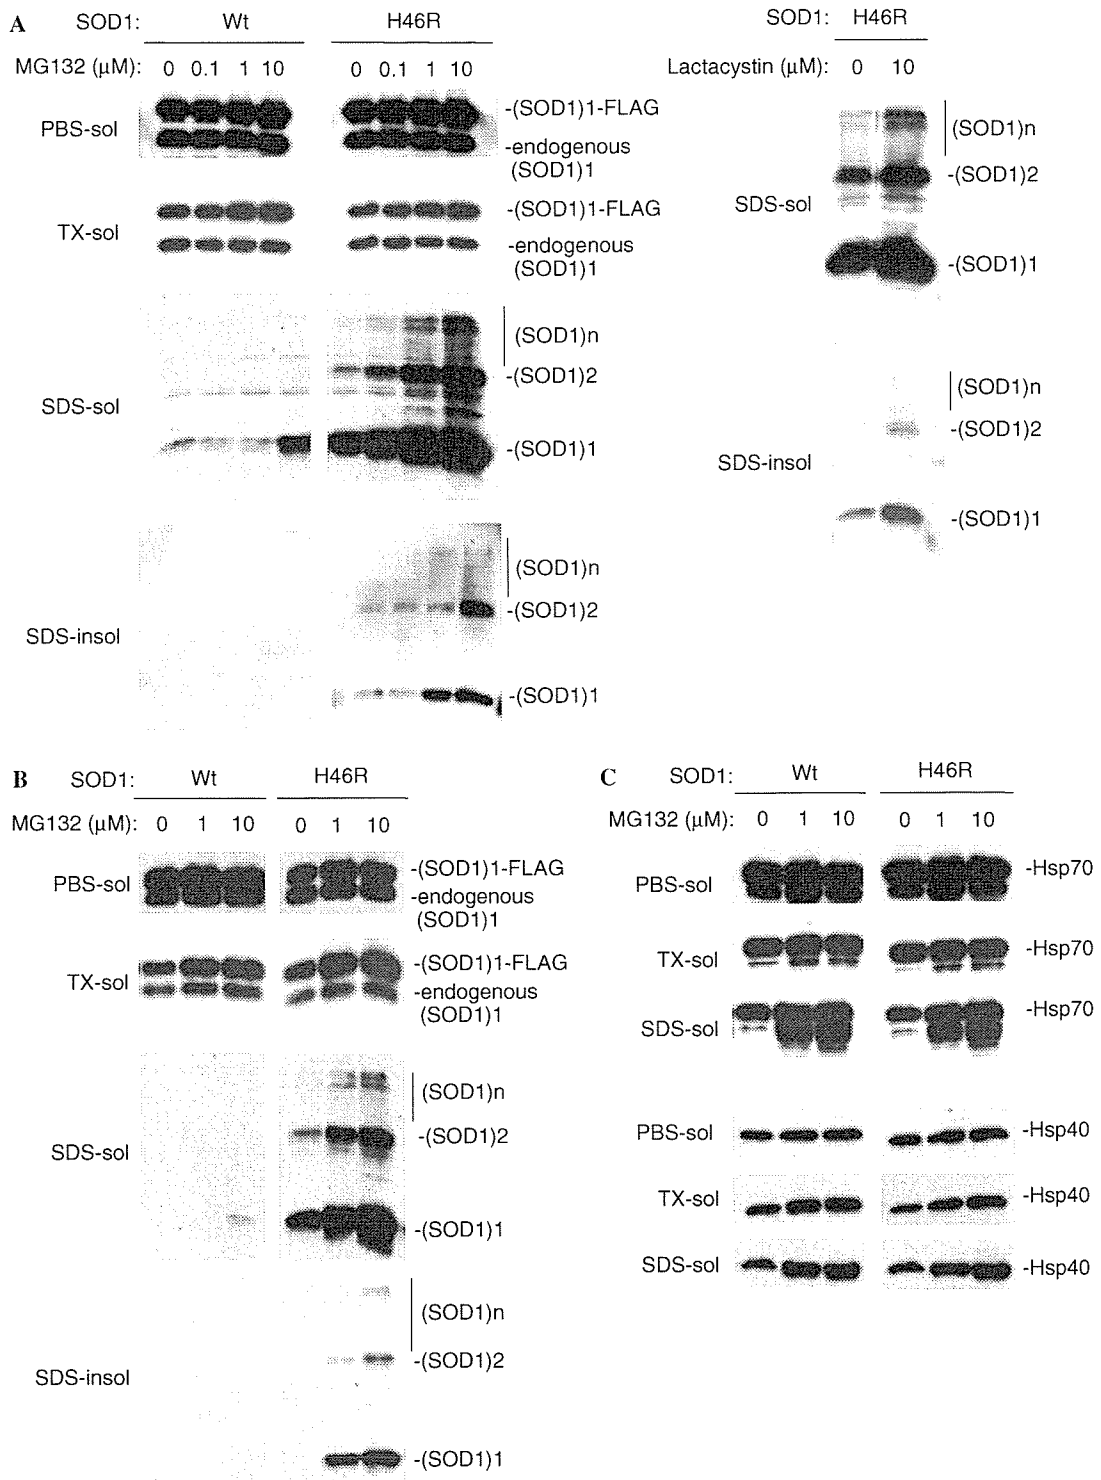 A
SOD1: Wt H46R
MG132 (μM): 0 0.1 1 10 0 0.1 1 10
PBS-sol
-(SOD1)1-FLAG
-endogenous
(SOD1)1
TX-sol
-(SOD1)1-FLAG
-endogenous
(SOD1)1
SDS-sol
(SOD1)n
-(SOD1)2
-(SOD1)1
SDS-insol
(SOD1)n
-(SOD1)2
-(SOD1)1
SOD1: H46R
Lactacystin (μM): 0 10
SDS-sol
(SOD1)n
-(SOD1)2
-(SOD1)1
SDS-insol
(SOD1)n
-(SOD1)2
-(SOD1)1
B
SOD1: Wt H46R
MG132 (μM): 0 1 10 0 1 10
PBS-sol
-(SOD1)1-FLAG
-endogenous
(SOD1)1
TX-sol
-(SOD1)1-FLAG
-endogenous
(SOD1)1
SDS-sol
(SOD1)n
-(SOD1)2
-(SOD1)1
SDS-insol
(SOD1)n
-(SOD1)2
-(SOD1)1
C
SOD1: Wt H46R
MG132 (μM): 0 1 10 0 1 10
PBS-sol -Hsp70
TX-sol -Hsp70
SDS-sol -Hsp70
PBS-sol -Hsp40
TX-sol -Hsp40
SDS-sol -Hsp40